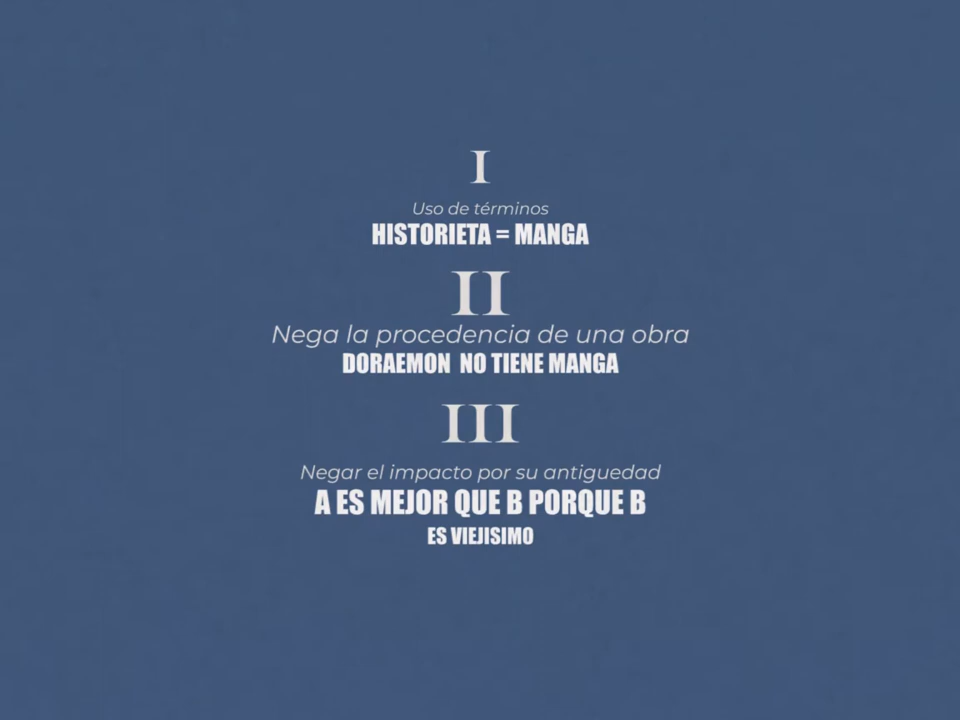 I
Uso de términos
HISTORIETA = MANGA
II
Nega la procedencia de una obra
DORAEMON NO TIENE MANGA
III
Negar el impacto por su antiguedad
A ES MEJOR QUE B PORQUE B
ES VIEJISIMO